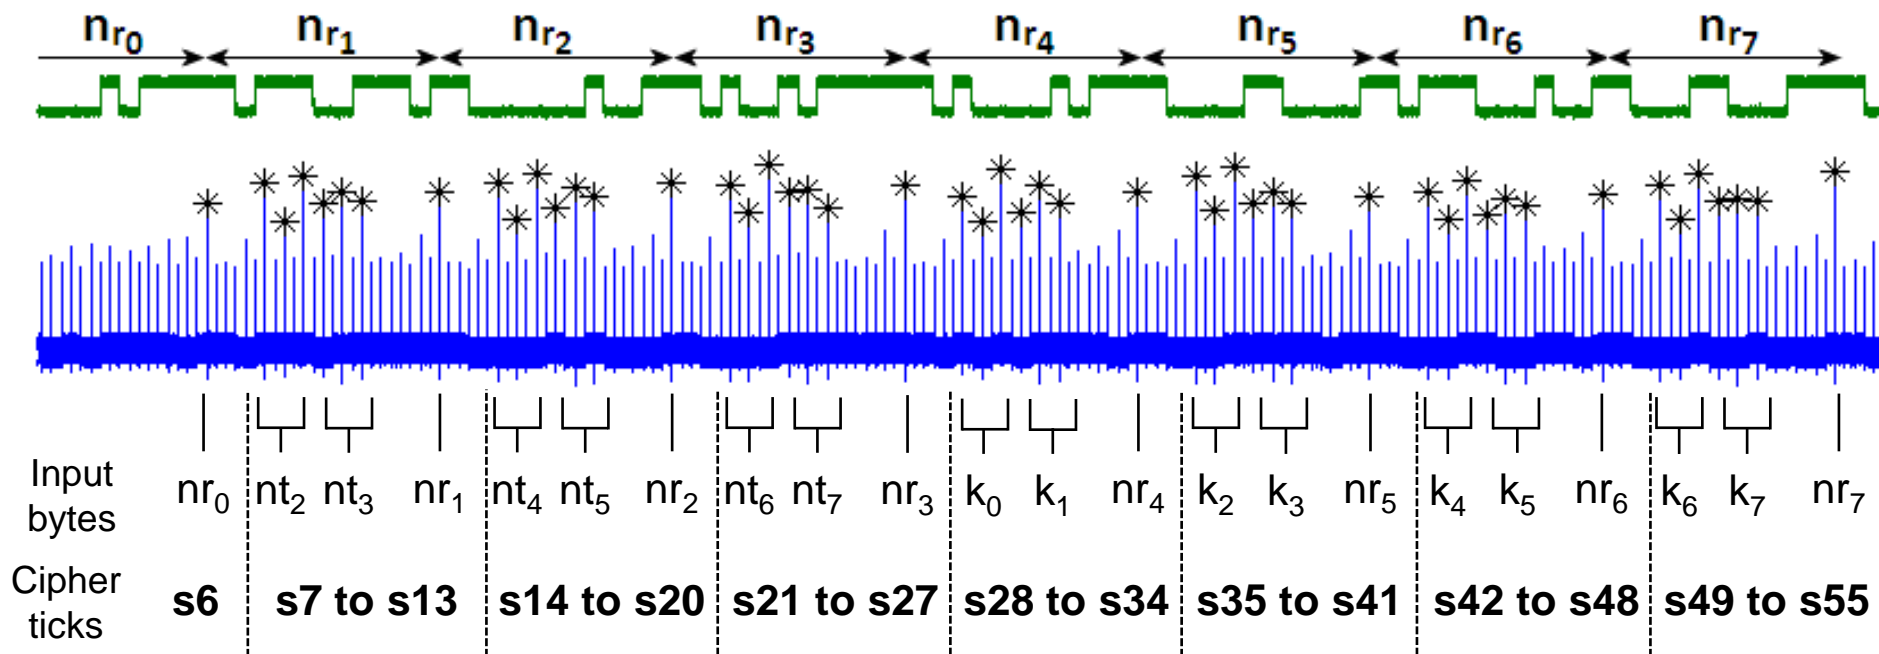 nr0 nr1 nr2 nr3 nr4 nr5 nr6 nr7
Input bytes nr0 nt2 nt3 nr1 nt4 nt5 nr2 nt6 nt7 nr3 k0 k1 nr4 k2 k3 nr5 k4 k5 nr6 k6 k7 nr7
Cipher ticks s6 s7 to s13 s14 to s20 s21 to s27 s28 to s34 s35 to s41 s42 to s48 s49 to s55